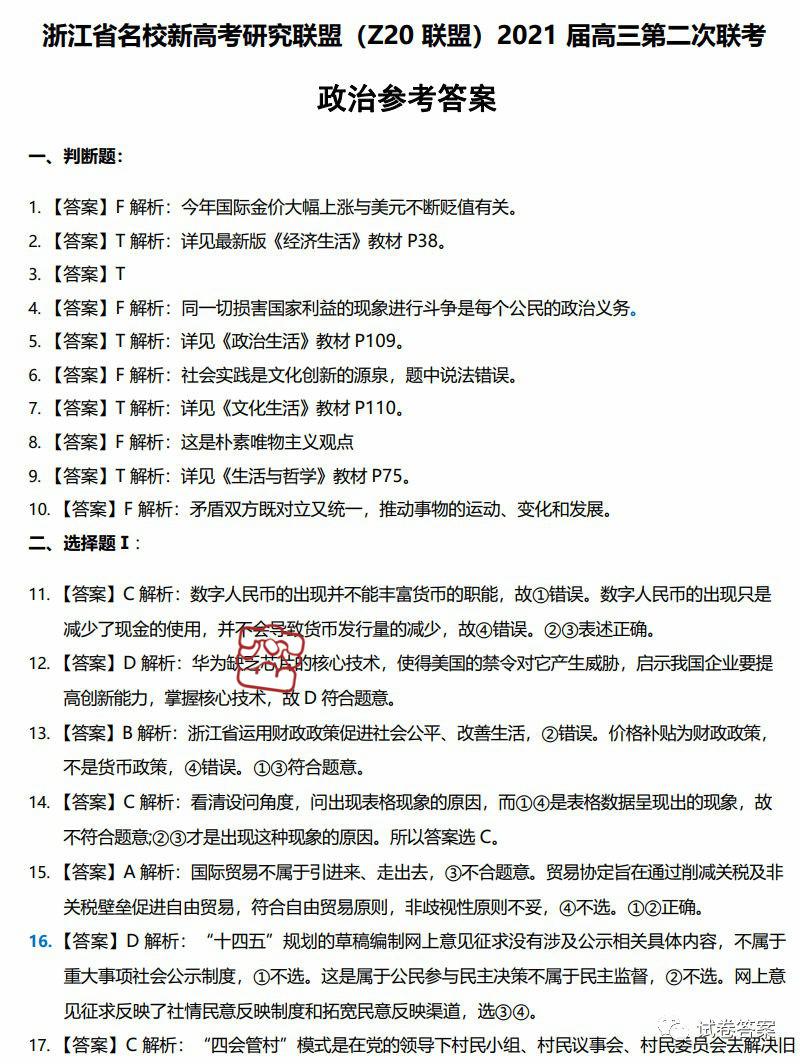 浙江省名校新高考研究联盟（Z20 联盟）2021 届高三第二次联考
政治参考答案
一、判断题：
1. 【答案】F 解析：今年国际金价大幅上涨与美元不断贬值有关。
2. 【答案】T 解析：详见最新版《经济生活》教材 P38。
3. 【答案】T
4. 【答案】F 解析：同一切损害国家利益的现象进行斗争是每个公民的政治义务。
5. 【答案】T 解析：详见《政治生活》教材 P109。
6. 【答案】F 解析：社会实践是文化创新的源泉，题中说法错误。
7. 【答案】T 解析：详见《文化生活》教材 P110。
8. 【答案】F 解析：这是朴素唯物主义观点
9. 【答案】T 解析：详见《生活与哲学》教材 P75。
10. 【答案】F 解析：矛盾双方既对立又统一，推动事物的运动、变化和发展。
二、选择题 I：
11. 【答案】C 解析：数字人民币的出现并不能丰富货币的职能，故①错误。数字人民币的出现只是
减少了现金的使用，并不会导致货币发行量的减少，故④错误。②③表述正确。
12. 【答案】D 解析：华为缺乏芯片的核心技术，使得美国的禁令对它产生威胁，启示我国企业要提
高创新能力，掌握核心技术，故 D 符合题意。
13. 【答案】B 解析：浙江省运用财政政策促进社会公平、改善生活，②错误。价格补贴为财政政策，
不是货币政策，④错误。①③符合题意。
14. 【答案】C 解析：看清设问角度，问出现表格现象的原因，而①④是表格数据呈现出的现象，故
不符合题意;②③才是出现这种现象的原因。所以答案选 C。
15. 【答案】A 解析：国际贸易不属于引进来、走出去，③不合题意。贸易协定旨在通过削减关税及非
关税壁垒促进自由贸易，符合自由贸易原则，非歧视性原则不妥，④不选。①②正确。
16. 【答案】D 解析：“十四五”规划的草稿编制网上意见征求没有涉及公示相关具体内容，不属于
重大事项社会公示制度，①不选。这是属于公民参与民主决策不属于民主监督，②不选。网上意
见征求反映了社情民意反映制度和拓宽民意反映渠道，选③④。
17. 【答案】C 解析：“四会管村”模式是在党的领导下村民小组、村民议事会、村民委员会去解决旧
试卷答案